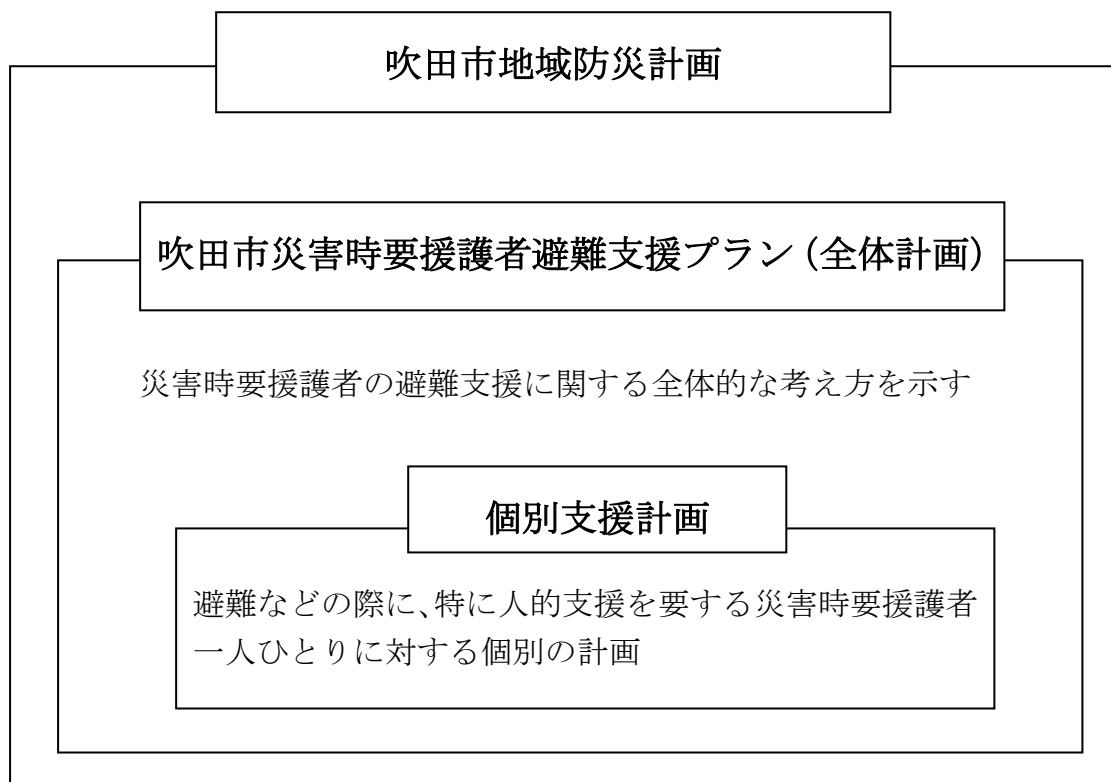 吹田市地域防災計画
吹田市災害時要援護者避難支援プラン(全体計画)
災害時要援護者の避難支援に関する全体的な考え方を示す
個別支援計画
避難などの際に、特に人的支援を要する災害時要援護者
一人ひとりに対する個別の計画